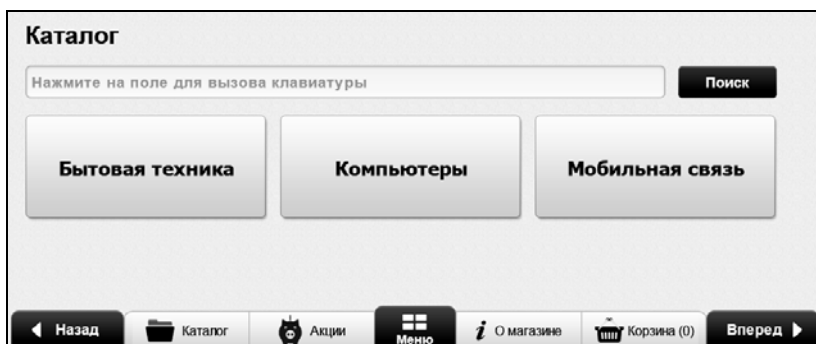 Каталог
Нажмите на поле для вызова клавиатуры
Поиск
Бытовая техника
Компьютеры
Мобильная связь
Назад
Каталог
Акции
Меню
О магазине
Корзина (0)
Вперед